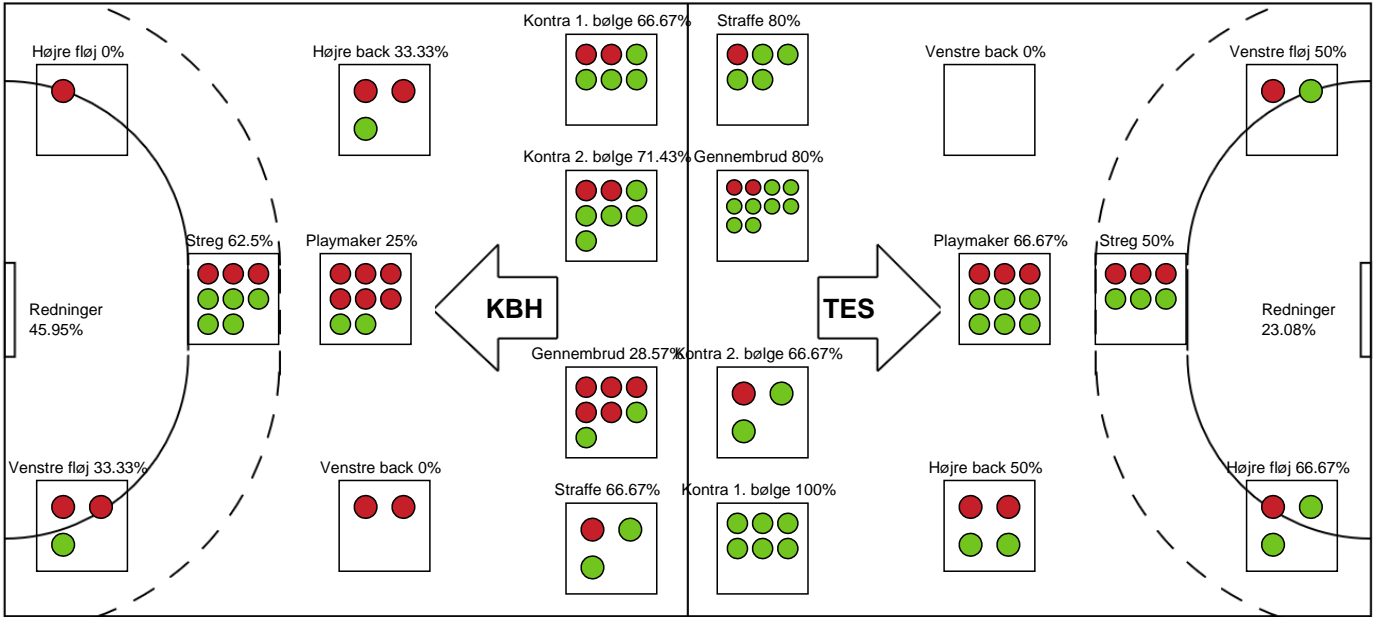 Kontra 1. bølge 66.67%
Straffe 80%
Højre fløj 0%
Højre back 33.33%
Venstre back 0%
Venstre fløj 50%
Kontra 2. bølge 71.43%
Gennembrud 80%
Streg 62.5%
Playmaker 25%
Playmaker 66.67%
Streg 50%
Redninger
45.95%
KBH
TES
Redninger
23.08%
Gennembrud 28.57%
Kontra 2. bølge 66.67%
Venstre fløj 33.33%
Venstre back 0%
Straffe 66.67%
Kontra 1. bølge 100%
Højre back 50%
Højre fløj 66.67%